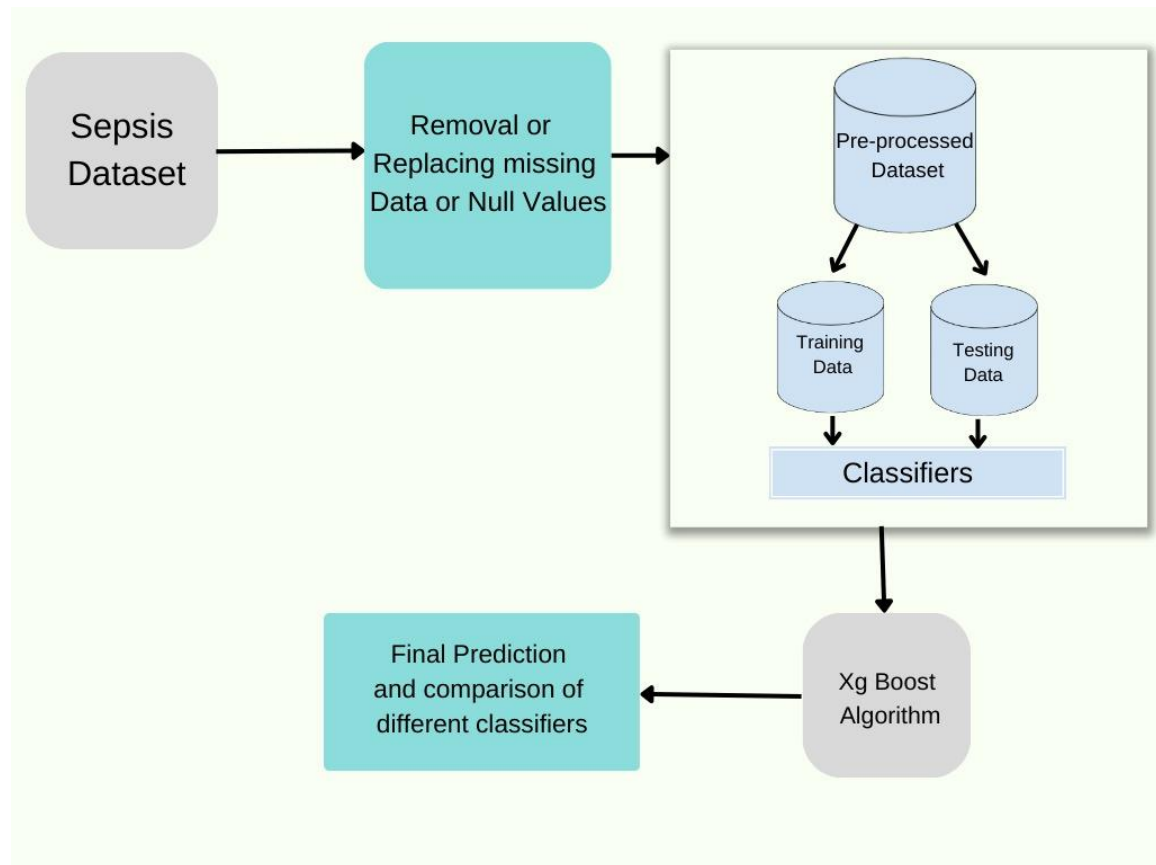 Sepsis
Dataset
Removal or
Replacing missing
Data or Null Values
Pre-processed
Dataset
Training
Data
Testing
Data
Classifiers
Xg Boost
Algorithm
Final Prediction
and comparison of
different classifiers